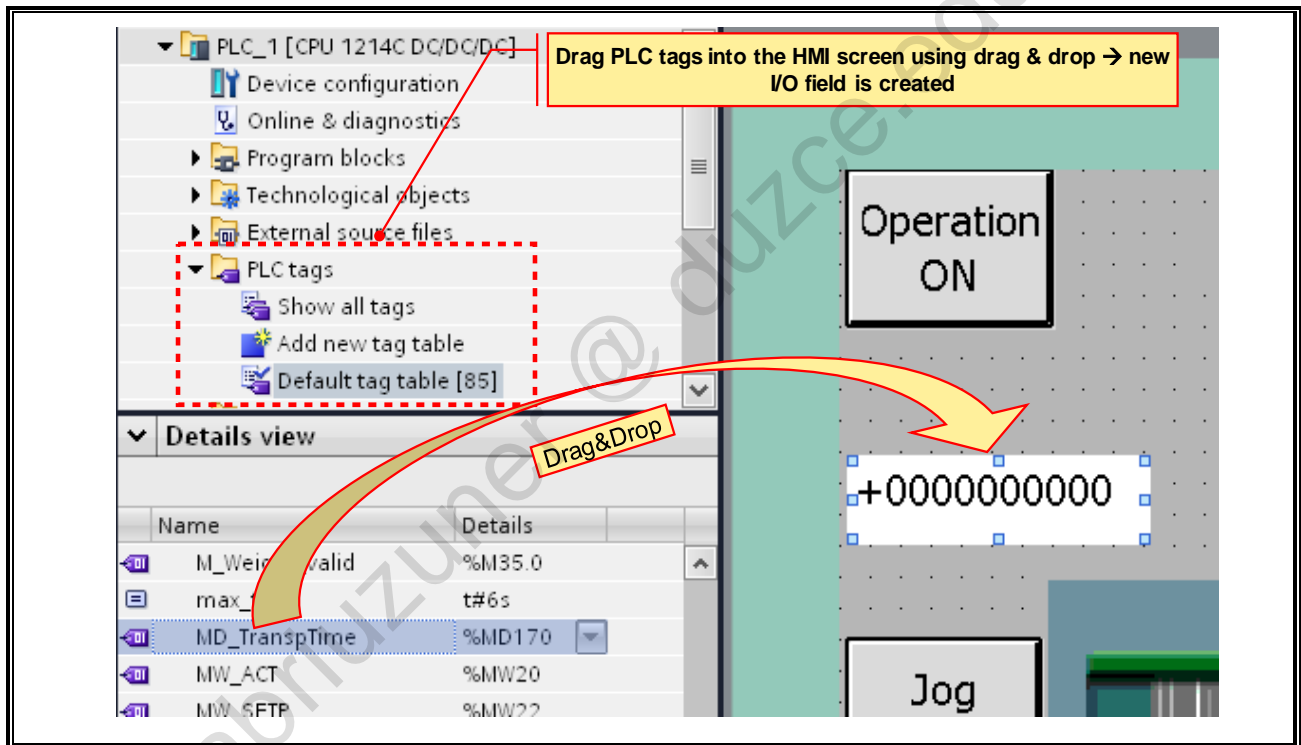 PLC_1 [CPU 1214C DC/DC/DC]
Drag PLC tags into the HMI screen using drag & drop → new
I/O field is created
Device configuration
Online & diagnostics
Program blocks
Technological objects
External source files
PLC tags
Show all tags
Add new tag table
Default tag table [85]
Operation
ON
Details view
Drag&Drop
+0000000000
Name Details
%M35.0
t#6s
MD_TranspTime %MD170
MW_ACT %MW20
MW_SETP %MW22
Jog
@ duzce.edu